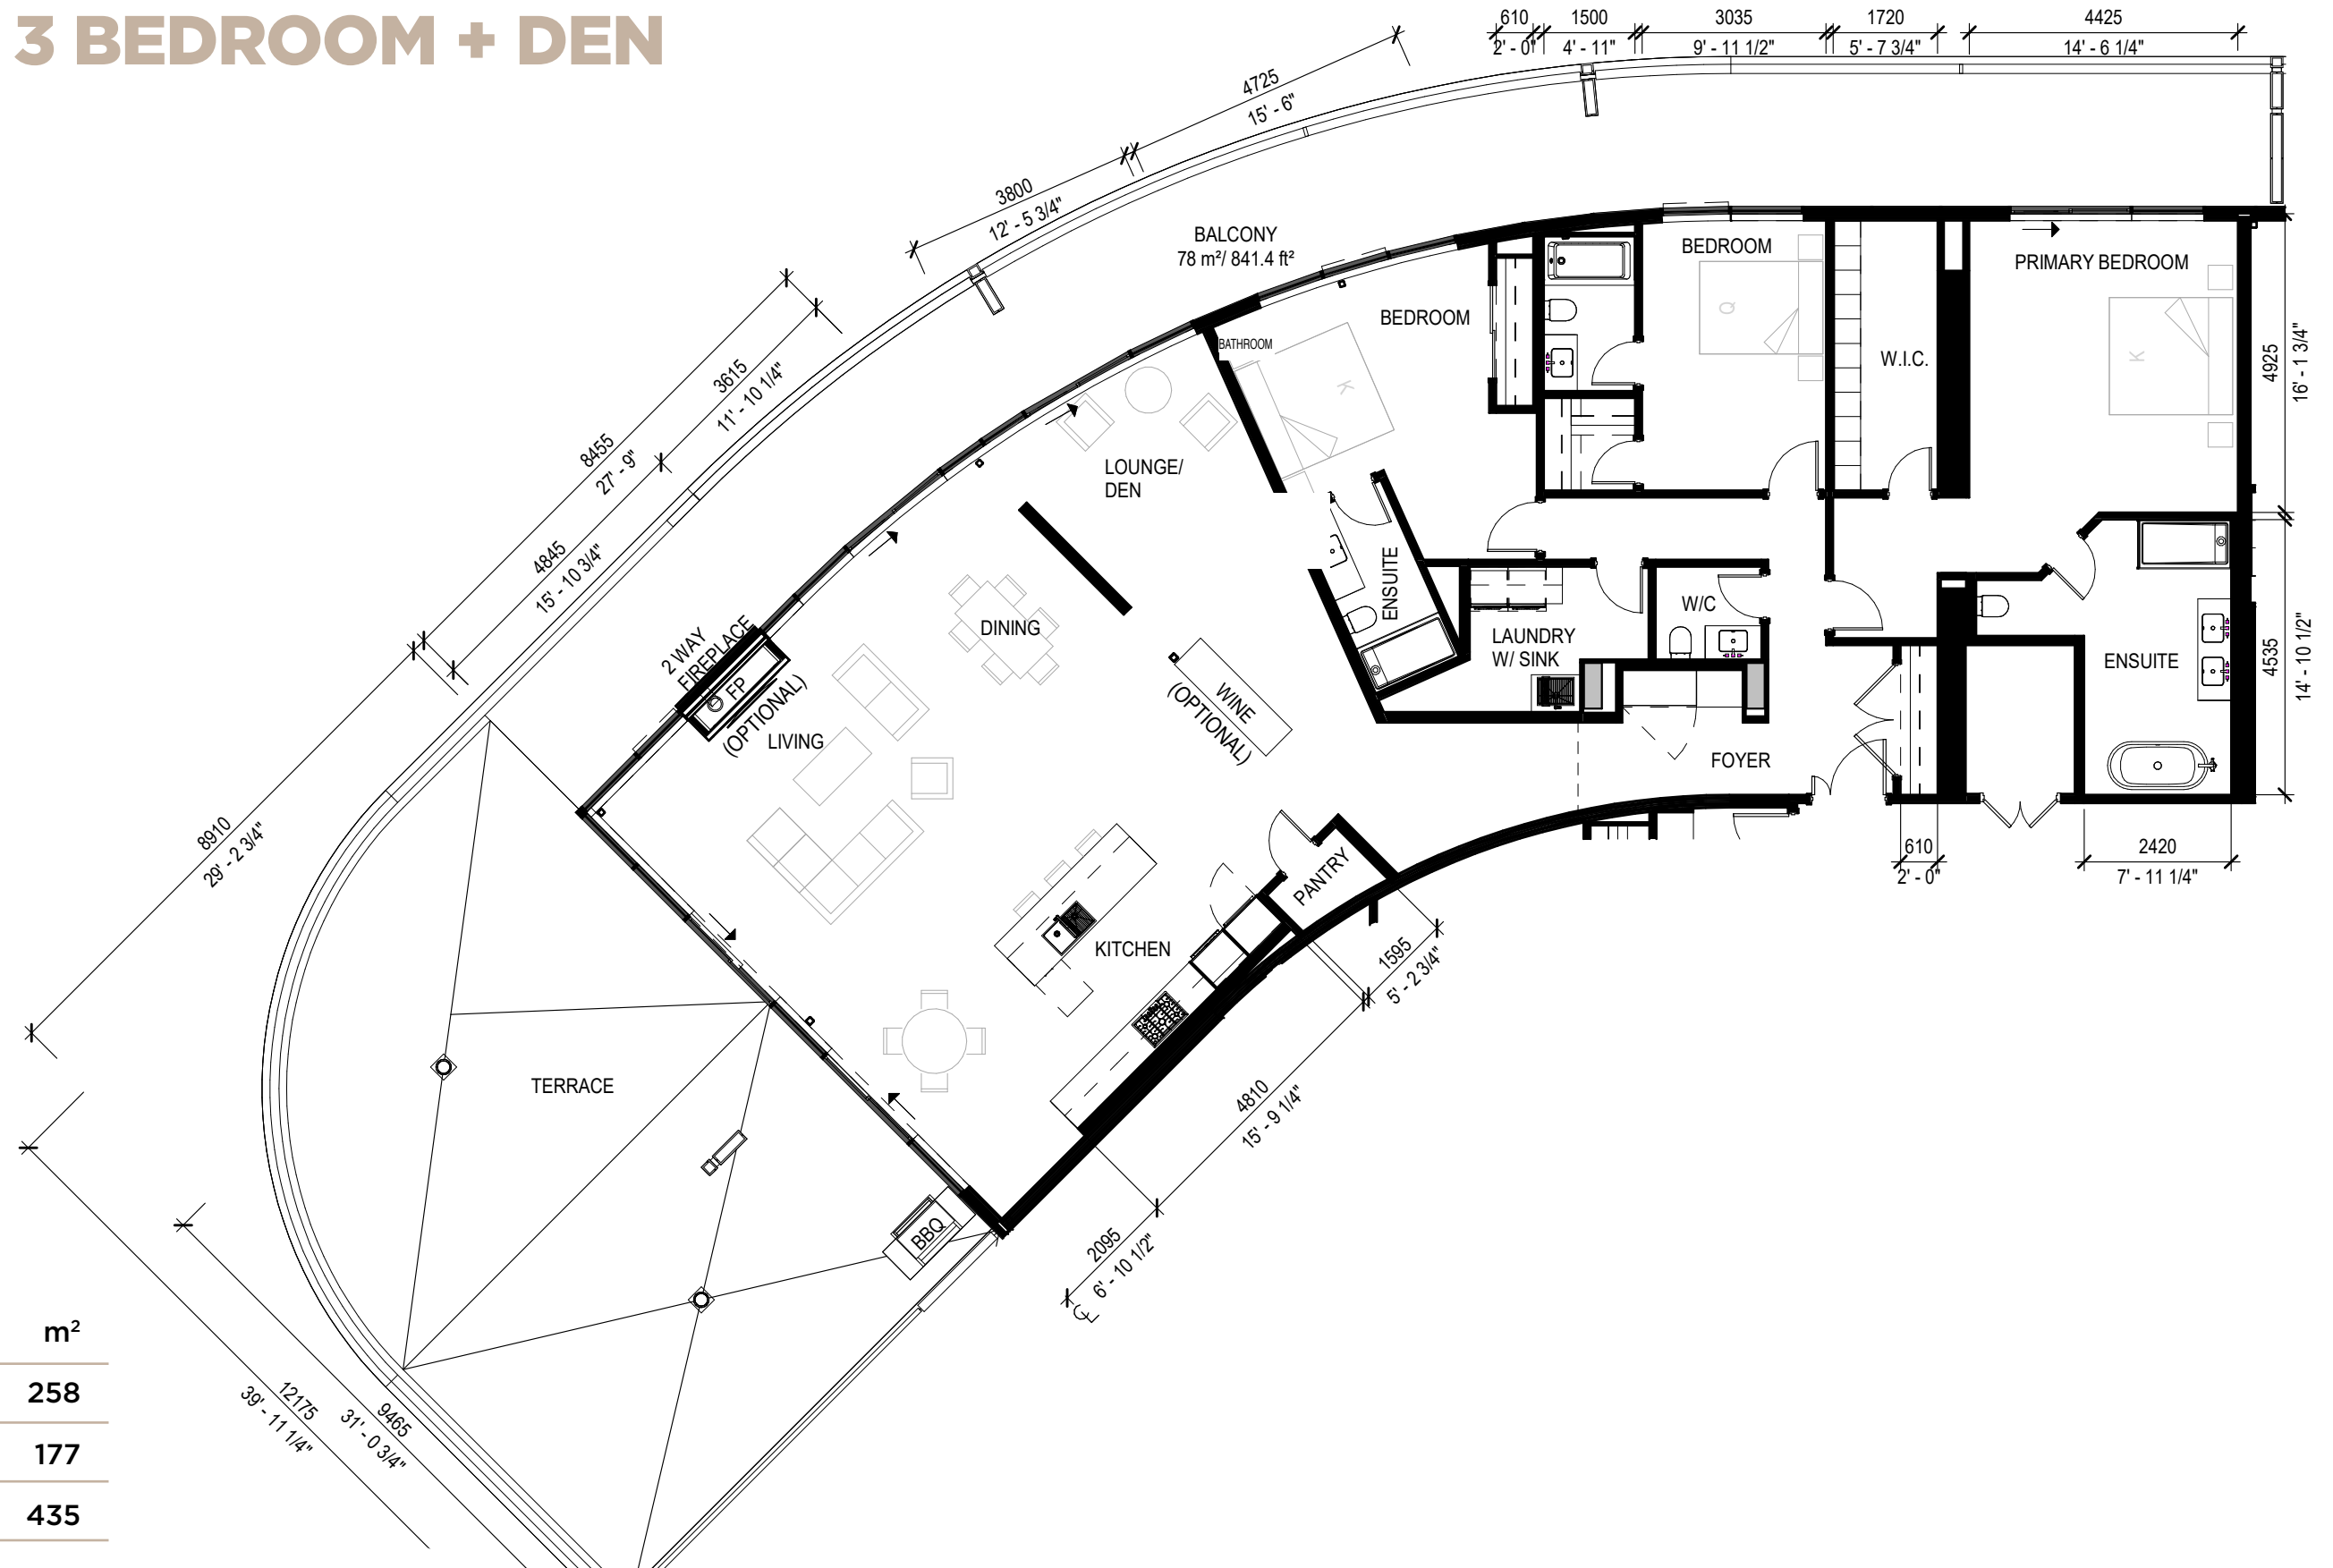 3 BEDROOM + DEN
610
2' - 0"
1500
4' - 11"
3035
9' - 11 1/2"
1720
5' - 7 3/4"
4425
14' - 6 1/4"
4725
15' - 6"
3800
12' - 5 3/4"
BALCONY
78 m²/ 841.4 ft²
BEDROOM
PRIMARY BEDROOM
BEDROOM
BATHROOM
Q
K
K
W.I.C.
4925
16' - 1 3/4"
3615
11' - 10 1/4"
8455
27' - 9"
4845
15' - 10 3/4"
LOUNGE/
DEN
ENSUITE
DINING
2 WAY
FIREPLACE
FP
(OPTIONAL)
LIVING
WINE
(OPTIONAL)
LAUNDRY
W/ SINK
W/C
ENSUITE
4535
14' - 10 1/2"
FOYER
8910
29' - 2 3/4"
PANTRY
KITCHEN
610
2' - 0"
2420
7' - 11 1/4"
1595
5' - 2 3/4"
4810
15' - 9 1/4"
TERRACE
BBQ
2095
6' - 10 1/2"
CL
12175
39' - 11 1/4"
9465
31' - 0 3/4"
m²
258
177
435